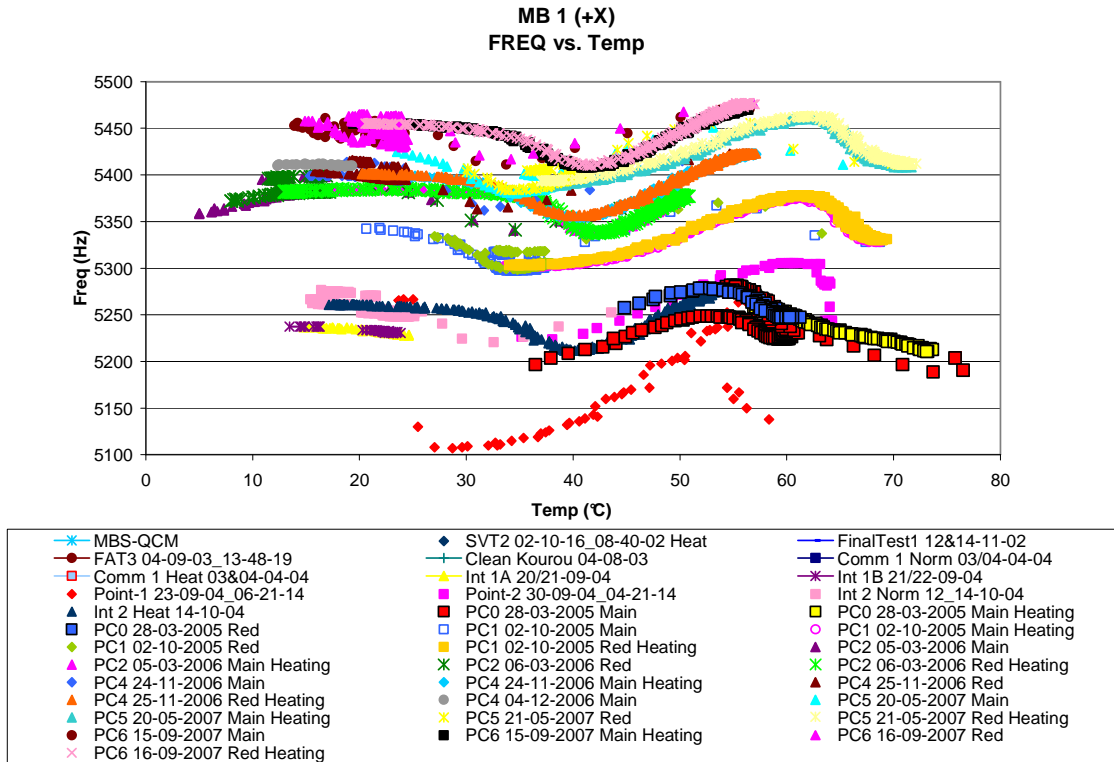 MB 1 (+X)
FREQ vs. Temp
5500
5450
5400
5350
5300
5250
5200
5150
5100
Freq (Hz)
0 10 20 30 40 50 60 70 80
Temp (°C)
MBS-QCM SVT2 02-10-16_08-40-02 Heat FinalTest1 12&14-11-02
FAT3 04-09-03_13-48-19 Clean Kourou 04-08-03 Comm 1 Norm 03/04-04-04
Comm 1 Heat 03&04-04-04 Int 1A 20/21-09-04 Int 1B 21/22-09-04
Point-1 23-09-04_06-21-14 Point-2 30-09-04_04-21-14 Int 2 Norm 12_14-10-04
Int 2 Heat 14-10-04 PC0 28-03-2005 Main PC0 28-03-2005 Main Heating
PC0 28-03-2005 Red PC1 02-10-2005 Main PC1 02-10-2005 Main Heating
PC1 02-10-2005 Red PC1 02-10-2005 Red Heating PC2 05-03-2006 Main
PC2 05-03-2006 Main Heating PC2 06-03-2006 Red PC2 06-03-2006 Red Heating
PC4 24-11-2006 Main PC4 24-11-2006 Main Heating PC4 25-11-2006 Red
PC4 25-11-2006 Red Heating PC4 04-12-2006 Main PC5 20-05-2007 Main
PC5 20-05-2007 Main Heating PC5 21-05-2007 Red PC5 21-05-2007 Red Heating
PC6 15-09-2007 Main PC6 15-09-2007 Main Heating PC6 16-09-2007 Red
PC6 16-09-2007 Red Heating